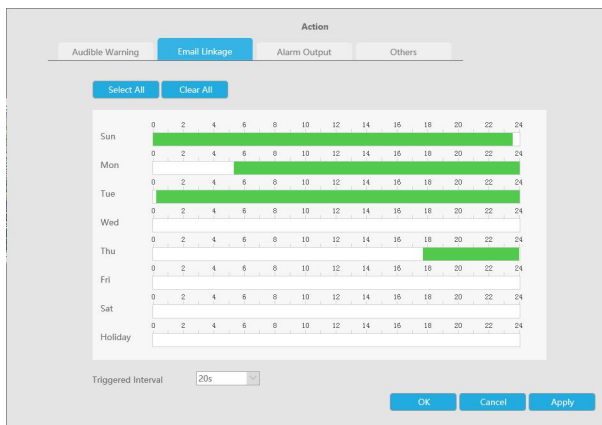 Action
Audible Warning Email Linkage Alarm Output Others
Select All Clear All
0 2 4 6 8 10 12 14 16 18 20 22 24
Sun
0 2 4 6 8 10 12 14 16 18 20 22 24
Mon
0 2 4 6 8 10 12 14 16 18 20 22 24
Tue
0 2 4 6 8 10 12 14 16 18 20 22 24
Wed
0 2 4 6 8 10 12 14 16 18 20 22 24
Thu
0 2 4 6 8 10 12 14 16 18 20 22 24
Fri
0 2 4 6 8 10 12 14 16 18 20 22 24
Sat
0 2 4 6 8 10 12 14 16 18 20 22 24
Holiday
Triggered Interval 20s
OK Cancel Apply